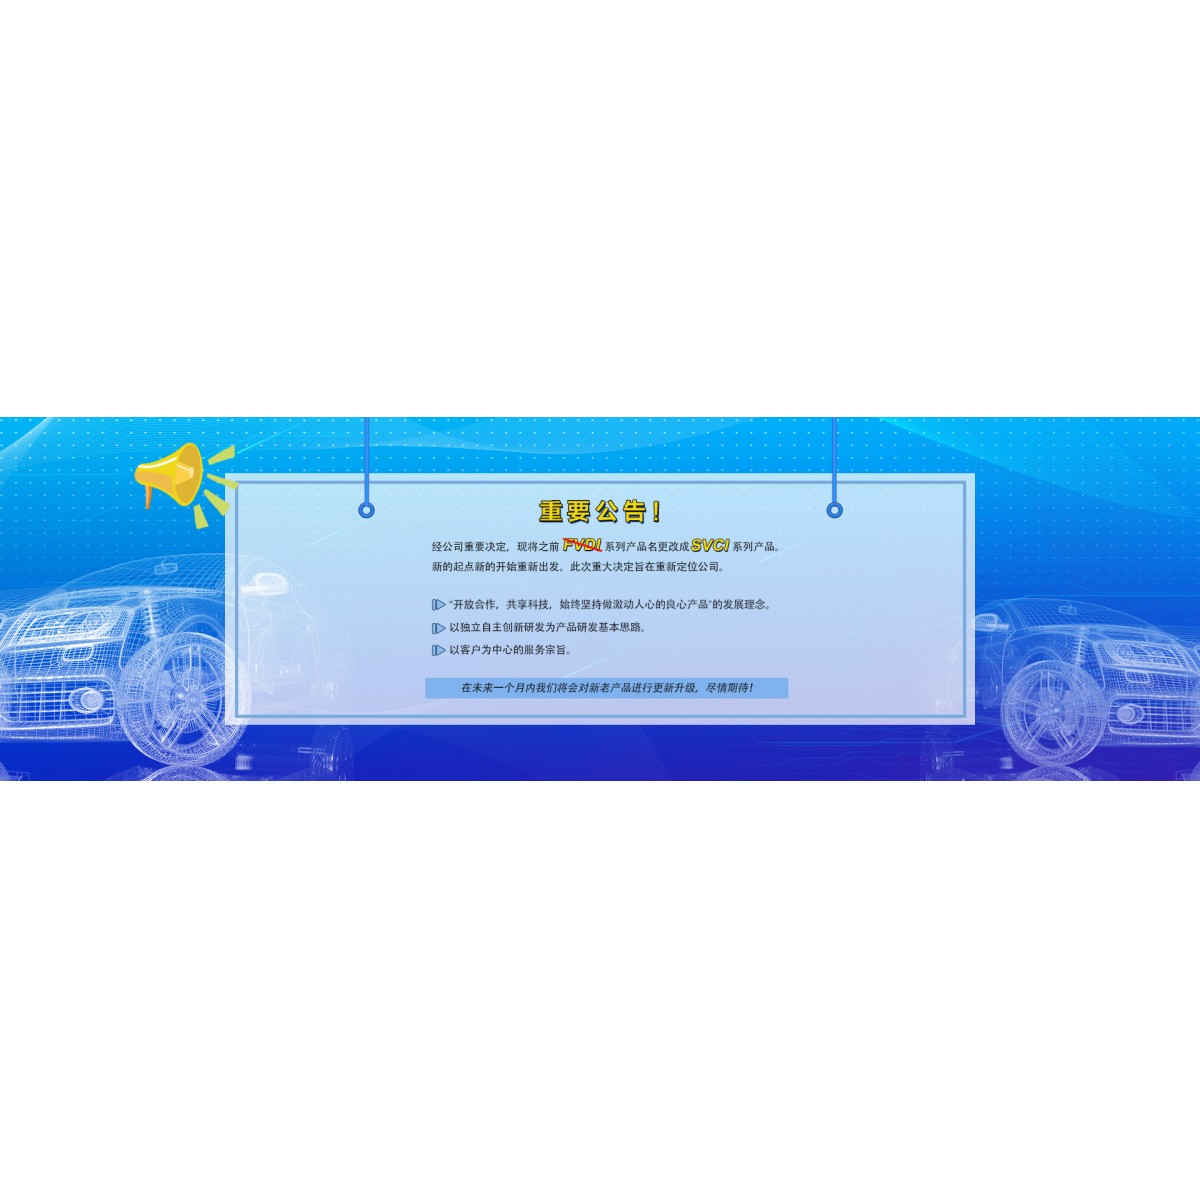 重要公告!
经公司重要决定，现将之前 FVDI 系列产品名更改成SVCI 系列产品。
新的起点新的开始重新出发。此次重大决定旨在重新定位公司。
“开放合作，共享科技，始终坚持做激动人心的良心产品”的发展理念。
以独立自主创新研发为产品研发基本思路。
以客户为中心的服务宗旨。
在未来一个月内我们将会对新老产品进行更新升级，尽情期待！